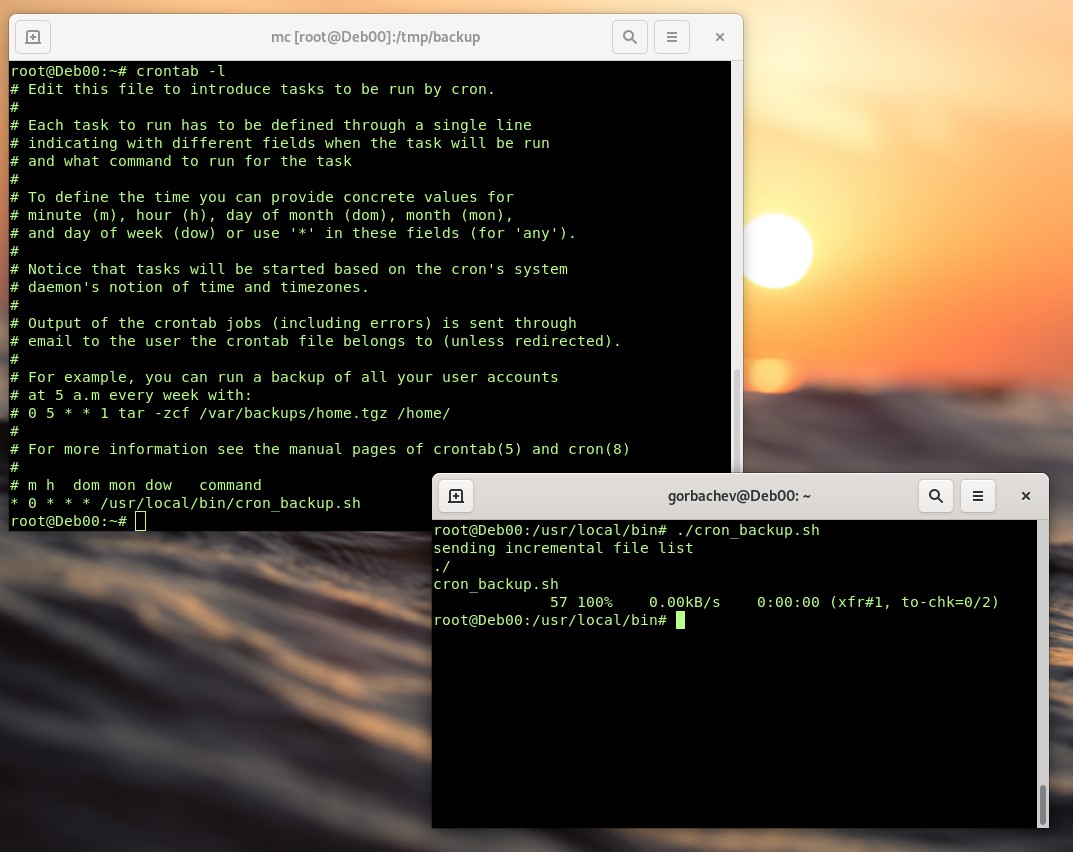 mc [root@Deb00]:/tmp/backup
root@Deb00:~# crontab -l
# Edit this file to introduce tasks to be run by cron.
#
# Each task to run has to be defined through a single line
# indicating with different fields when the task will be run
# and what command to run for the task
#
# To define the time you can provide concrete values for
# minute (m), hour (h), day of month (dom), month (mon),
# and day of week (dow) or use '*' in these fields (for 'any').
#
# Notice that tasks will be started based on the cron's system
# daemon's notion of time and timezones.
#
# Output of the crontab jobs (including errors) is sent through
# email to the user the crontab file belongs to (unless redirected).
#
# For example, you can run a backup of all your user accounts
# at 5 a.m every week with:
# 0 5 * * 1 tar -zcf /var/backups/home.tgz /home/
#
# For more information see the manual pages of crontab(5) and cron(8)
#
# m h  dom mon dow   command
* 0 * * * /usr/local/bin/cron_backup.sh
root@Deb00:~#
gorbachev@Deb00: ~
root@Deb00:/usr/local/bin# ./cron_backup.sh
sending incremental file list
./
cron_backup.sh
             57 100%    0.00kB/s    0:00:00 (xfr#1, to-chk=0/2)
root@Deb00:/usr/local/bin#